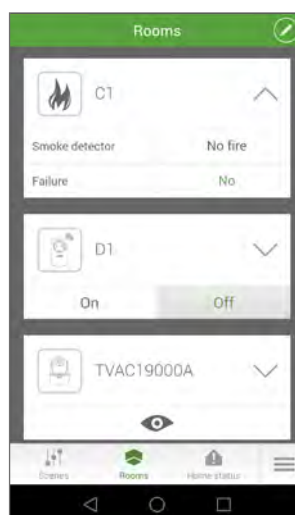 Rooms
C1
Smoke detector No fire
Failure No
D1
On Off
TVAC19000A
Scenes Rooms Home status